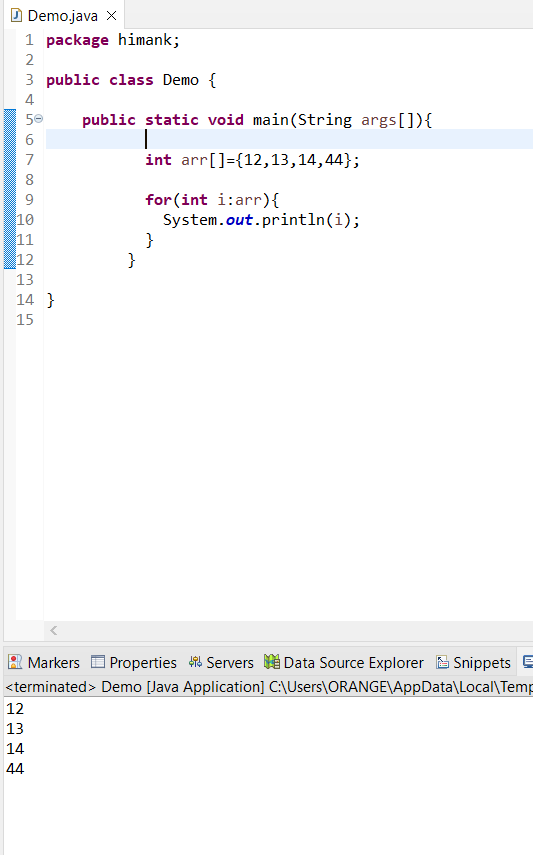 Demo.java
1 package himank;
2
3 public class Demo {
4
5 public static void main(String args[]){
6
7 int arr[]={12,13,14,44};
8
9 for(int i:arr){
10 System.out.println(i);
11 }
12 }
13
14 }
15
Markers Properties Servers Data Source Explorer Snippets
<terminated> Demo [Java Application] C:\Users\ORANGE\AppData\Local\Temp
12
13
14
44